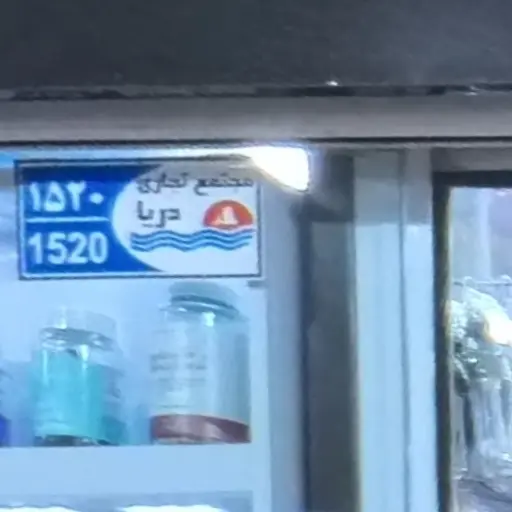 مجتمع تجاری
دریا
۱۵۲۰
1520